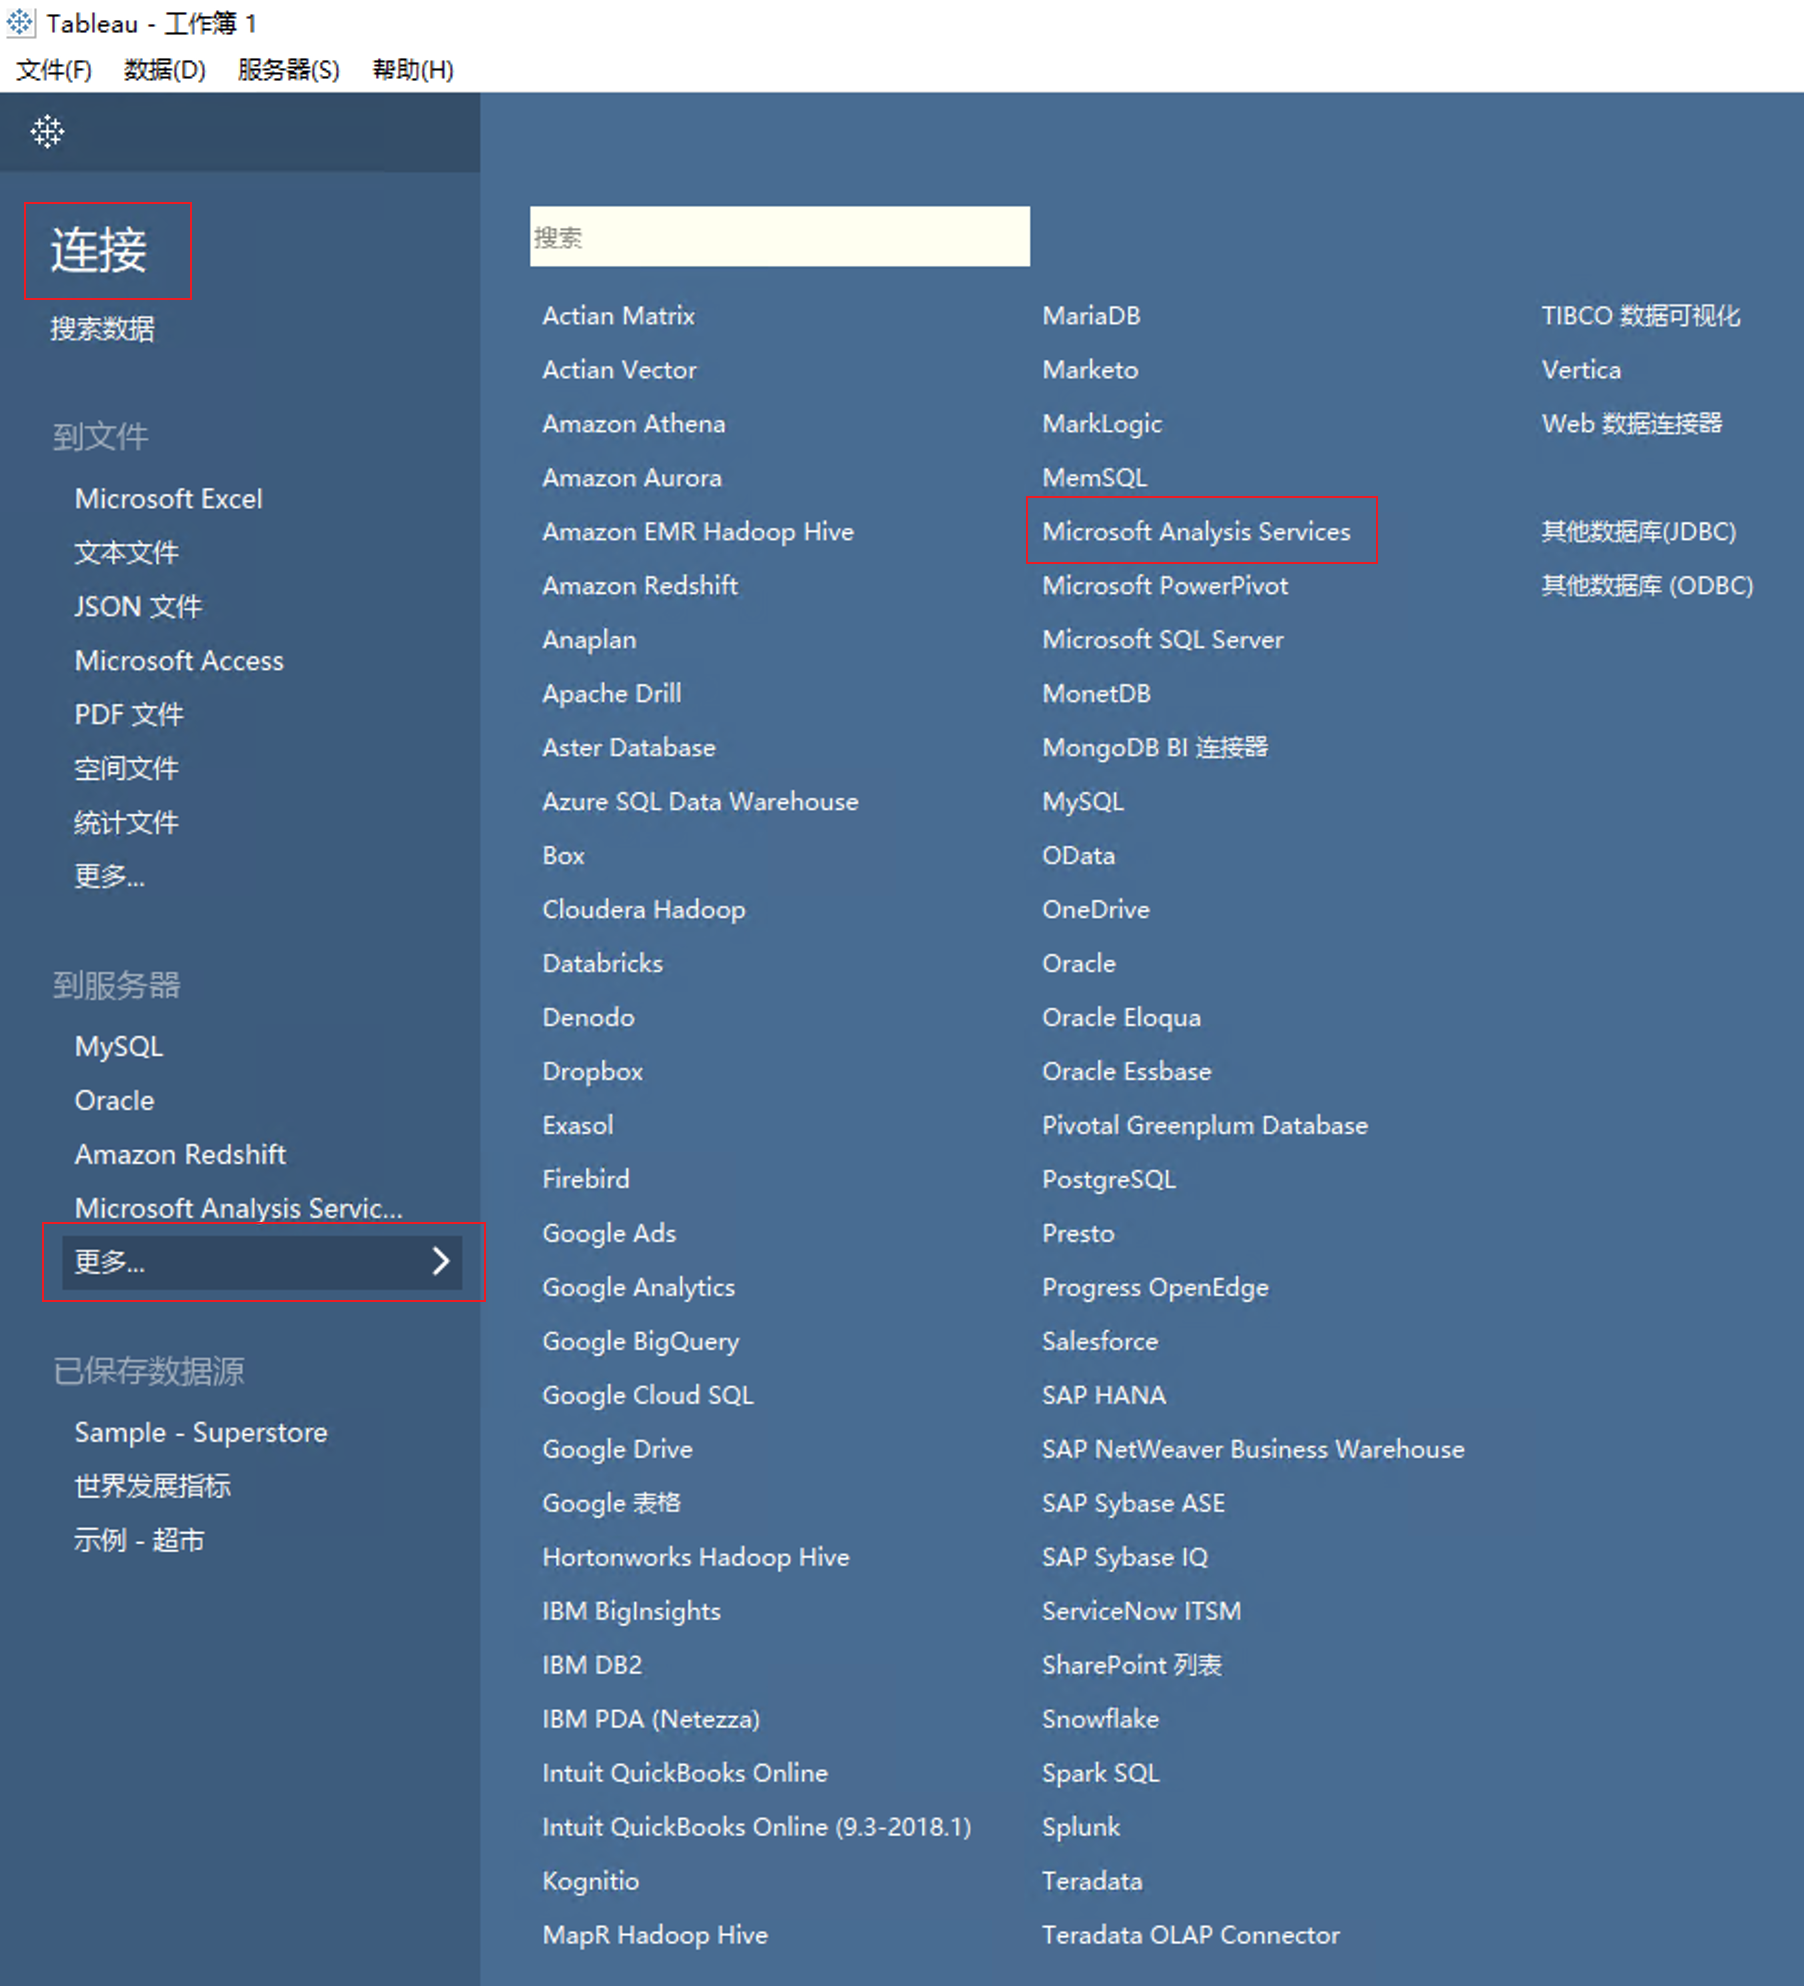 Tableau - 工作簿 1
文件(F) 数据(D) 服务器(S) 帮助(H)
连接
搜索数据
到文件
Microsoft Excel
文本文件
JSON 文件
Microsoft Access
PDF 文件
空间文件
统计文件
更多...
到服务器
MySQL
Oracle
Amazon Redshift
Microsoft Analysis Servic...
更多...
已保存数据源
Sample - Superstore
世界发展指标
示例 - 超市
搜索
Actian Matrix
Actian Vector
Amazon Athena
Amazon Aurora
Amazon EMR Hadoop Hive
Amazon Redshift
Anaplan
Apache Drill
Aster Database
Azure SQL Data Warehouse
Box
Cloudera Hadoop
Databricks
Denodo
Dropbox
Exasol
Firebird
Google Ads
Google Analytics
Google BigQuery
Google Cloud SQL
Google Drive
Google 表格
Hortonworks Hadoop Hive
IBM BigInsights
IBM DB2
IBM PDA (Netezza)
Intuit QuickBooks Online
Intuit QuickBooks Online (9.3-2018.1)
Kognitio
MapR Hadoop Hive
MariaDB
Marketo
MarkLogic
MemSQL
Microsoft Analysis Services
Microsoft PowerPivot
Microsoft SQL Server
MonetDB
MongoDB BI 连接器
MySQL
OData
OneDrive
Oracle
Oracle Eloqua
Oracle Essbase
Pivotal Greenplum Database
PostgreSQL
Presto
Progress OpenEdge
Salesforce
SAP HANA
SAP NetWeaver Business Warehouse
SAP Sybase ASE
SAP Sybase IQ
ServiceNow ITSM
SharePoint 列表
Snowflake
Spark SQL
Splunk
Teradata
Teradata OLAP Connector
TIBCO 数据可视化
Vertica
Web 数据连接器
其他数据库(JDBC)
其他数据库 (ODBC)